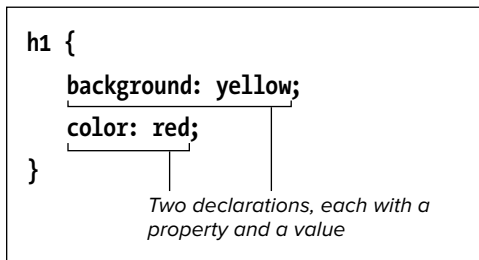 h1 {
background: yellow;
color: red;
}
Two declarations, each with a
property and a value